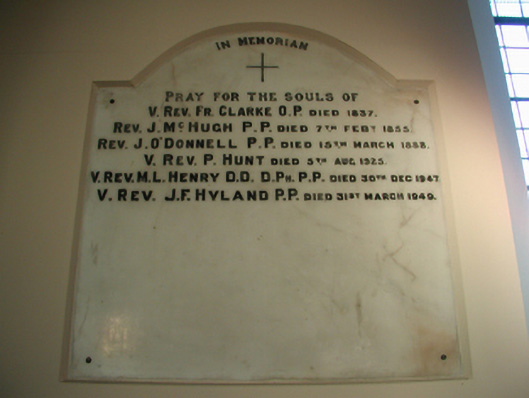 IN MEMORIAM
PRAY FOR THE SOULS OF
V. REV. FR. CLARKE O.P. DIED 1837.
REV. J. McHUGH P.P. DIED 7TH FEBY 1855.
REV. J. O'DONNELL P.P. DIED 15TH MARCH 1888.
V. REV. P. HUNT DIED 5TH AUG. 1925.
V. REV. M.L. HENRY D.D. D.PH. P.P. DIED 30TH DEC 1947
V. REV. J.F. HYLAND P.P. DIED 31ST MARCH 1949.